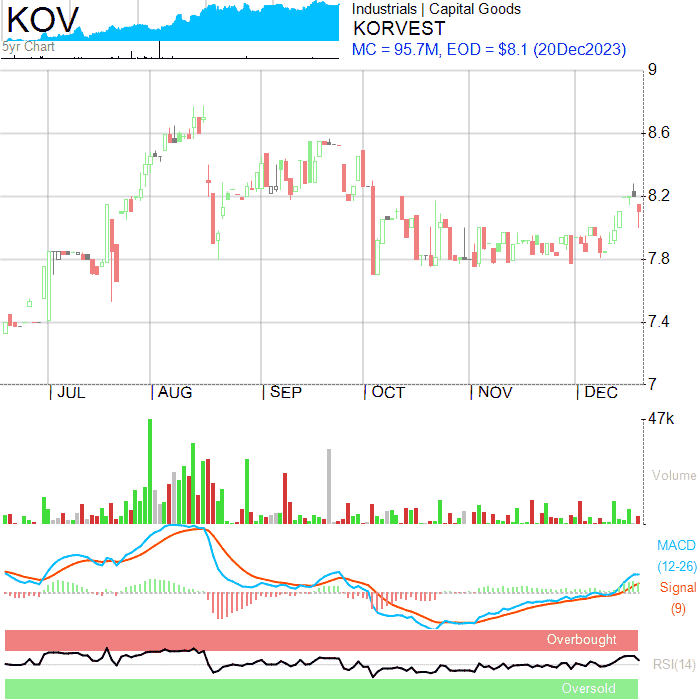 KOV
5yr Chart
Industrials | Capital Goods
KORVEST
MC = 95.7M, EOD = $8.1 (20Dec2023)
9
8.6
8.2
7.8
7.4
7
JUL
AUG
SEP
OCT
NOV
DEC
47k
Volume
MACD
(12-26)
Signal
(9)
Overbought
RSI(14)
Oversold